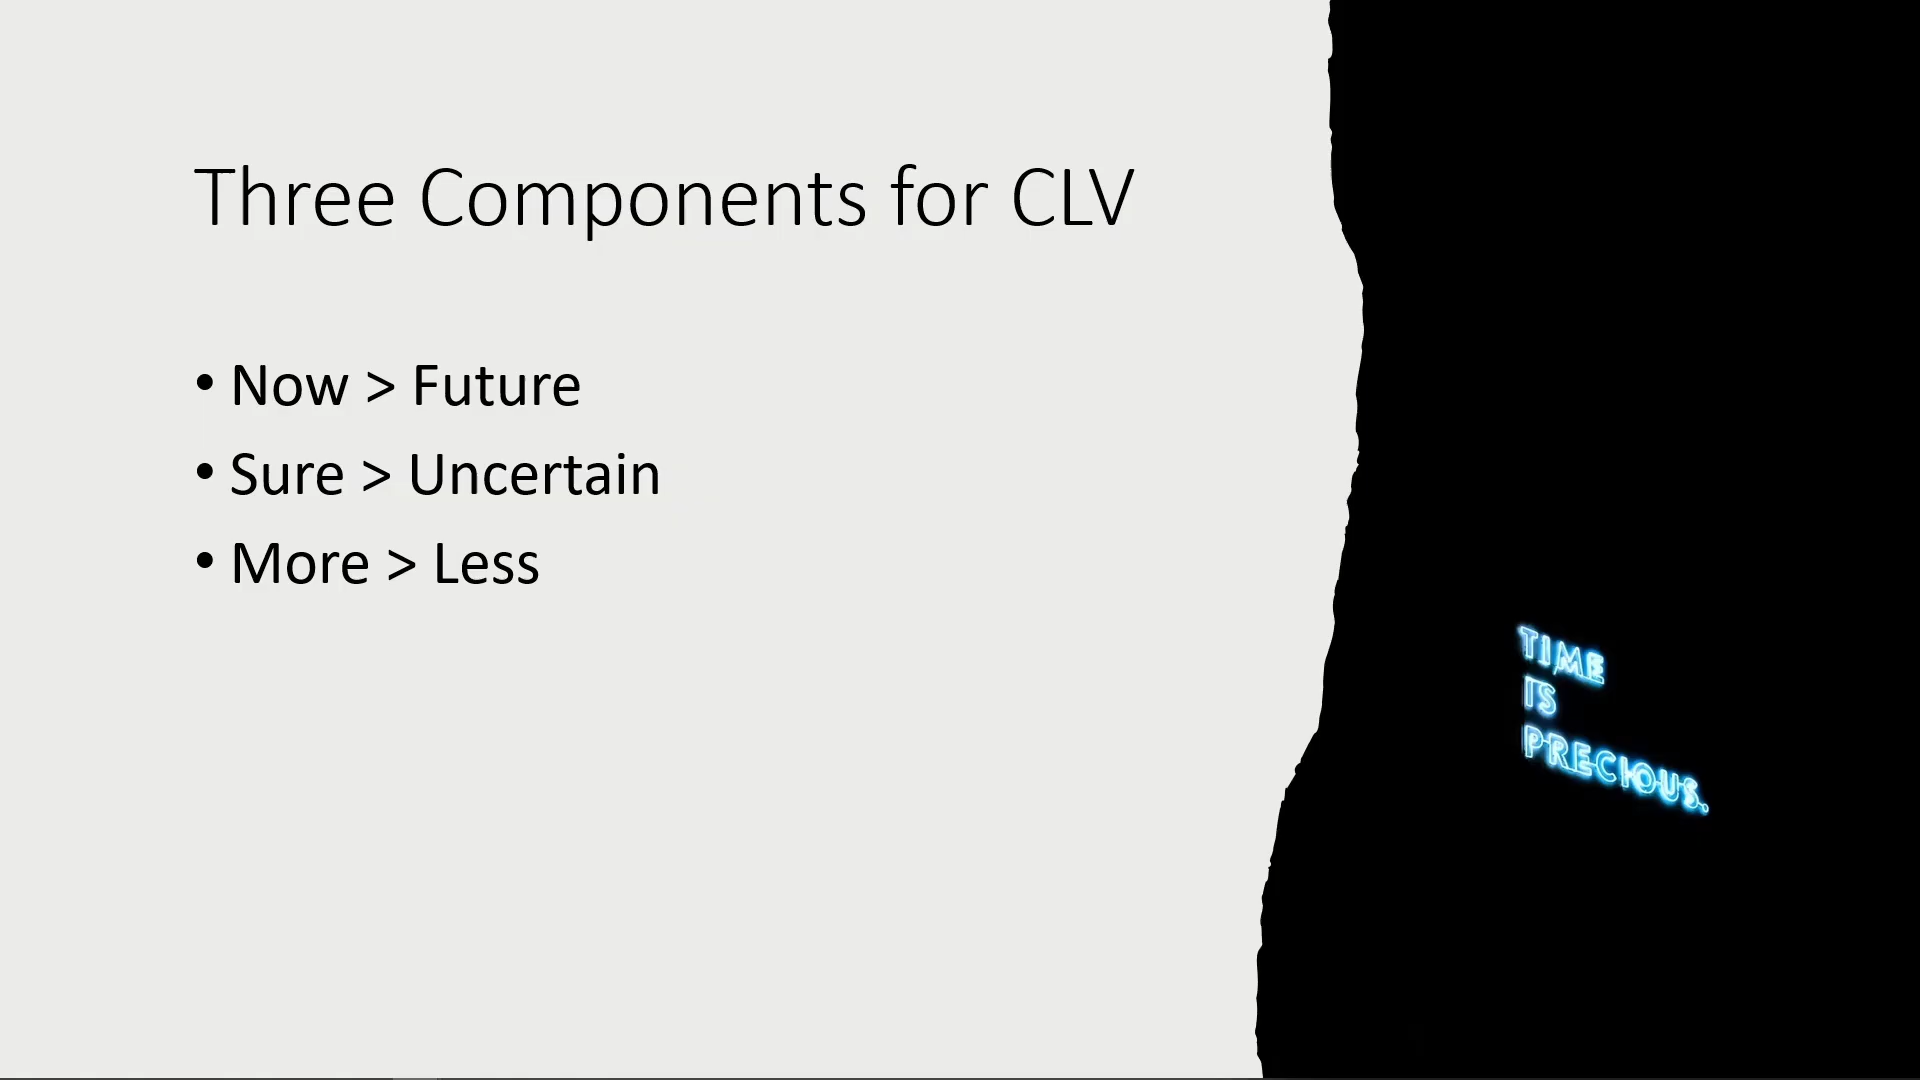 Three Components for CLV
• Now > Future
• Sure > Uncertain
• More > Less
TIME
IS
PRECIOUS.